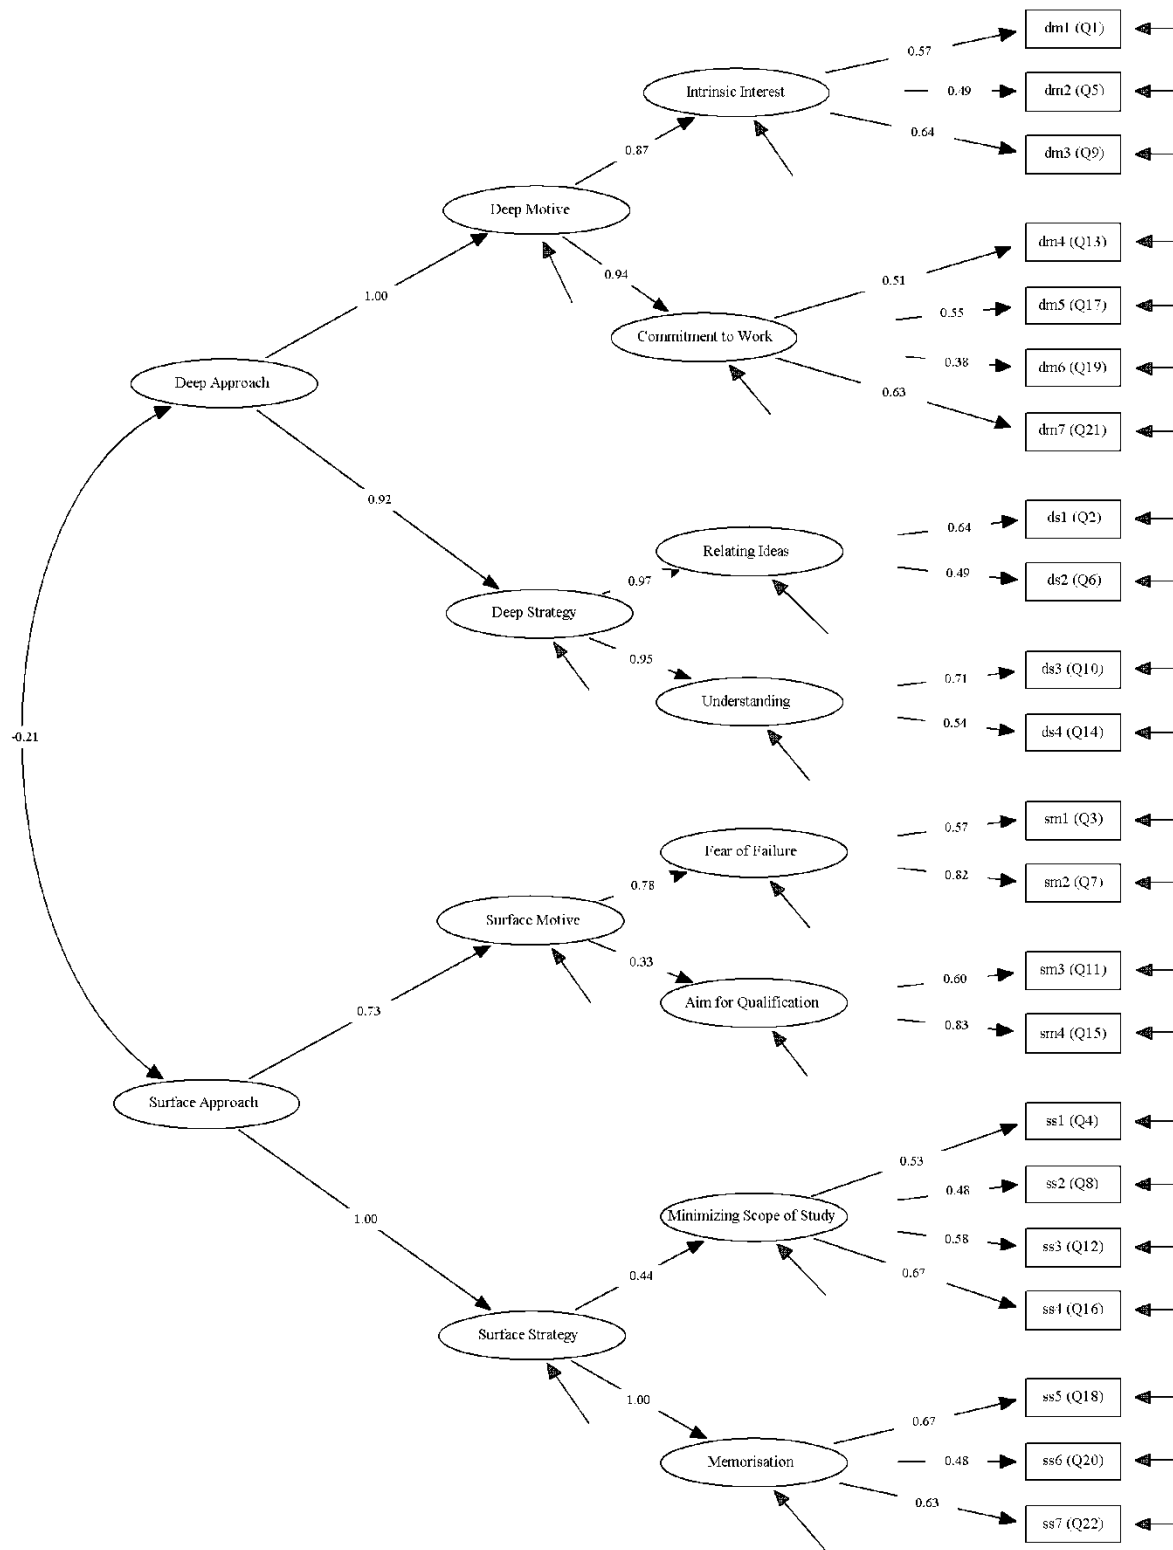 dm1 (Q1)
0.57
Intrinsic Interest
0.49
dm2 (Q5)
0.64
dm3 (Q9)
0.87
Deep Motive
dm4 (Q13)
0.94
0.51
1.00
0.55
dm5 (Q17)
Commitment to Work
0.38
dm6 (Q19)
Deep Approach
0.63
dm7 (Q21)
0.92
0.64
ds1 (Q2)
Relating Ideas
0.97
0.49
ds2 (Q6)
Deep Strategy
0.95
0.71
ds3 (Q10)
Understanding
0.54
ds4 (Q14)
-0.21
0.57
sm1 (Q3)
Fear of Failure
0.78
0.82
sm2 (Q7)
Surface Motive
0.33
0.60
sm3 (Q11)
Aim for Qualification
0.73
0.83
sm4 (Q15)
Surface Approach
ss1 (Q4)
0.53
0.48
ss2 (Q8)
1.00
Minimizing Scope of Study
0.58
ss3 (Q12)
0.44
0.67
ss4 (Q16)
Surface Strategy
1.00
ss5 (Q18)
0.67
Memorisation
0.48
ss6 (Q20)
0.63
ss7 (Q22)